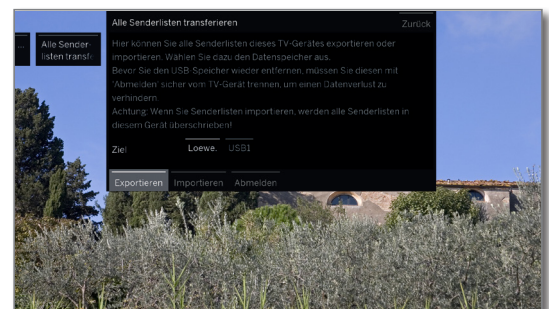 Alle Senderlisten transferieren
Zurück
...
Alle Sender-
listen transfe
Hier können Sie alle Senderlisten dieses TV-Gerätes exportieren oder
importieren. Wählen Sie dazu den Datenspeicher aus.
Bevor Sie den USB-Speicher wieder entfernen, müssen Sie diesen mit
'Abmelden' sicher vom TV-Gerät trennen, um einen Datenverlust zu
verhindern.
Achtung: Wenn Sie Senderlisten importieren, werden alle Senderlisten in
diesem Gerät überschrieben!
Ziel
Loewe.
USB1
Exportieren
Importieren
Abmelden